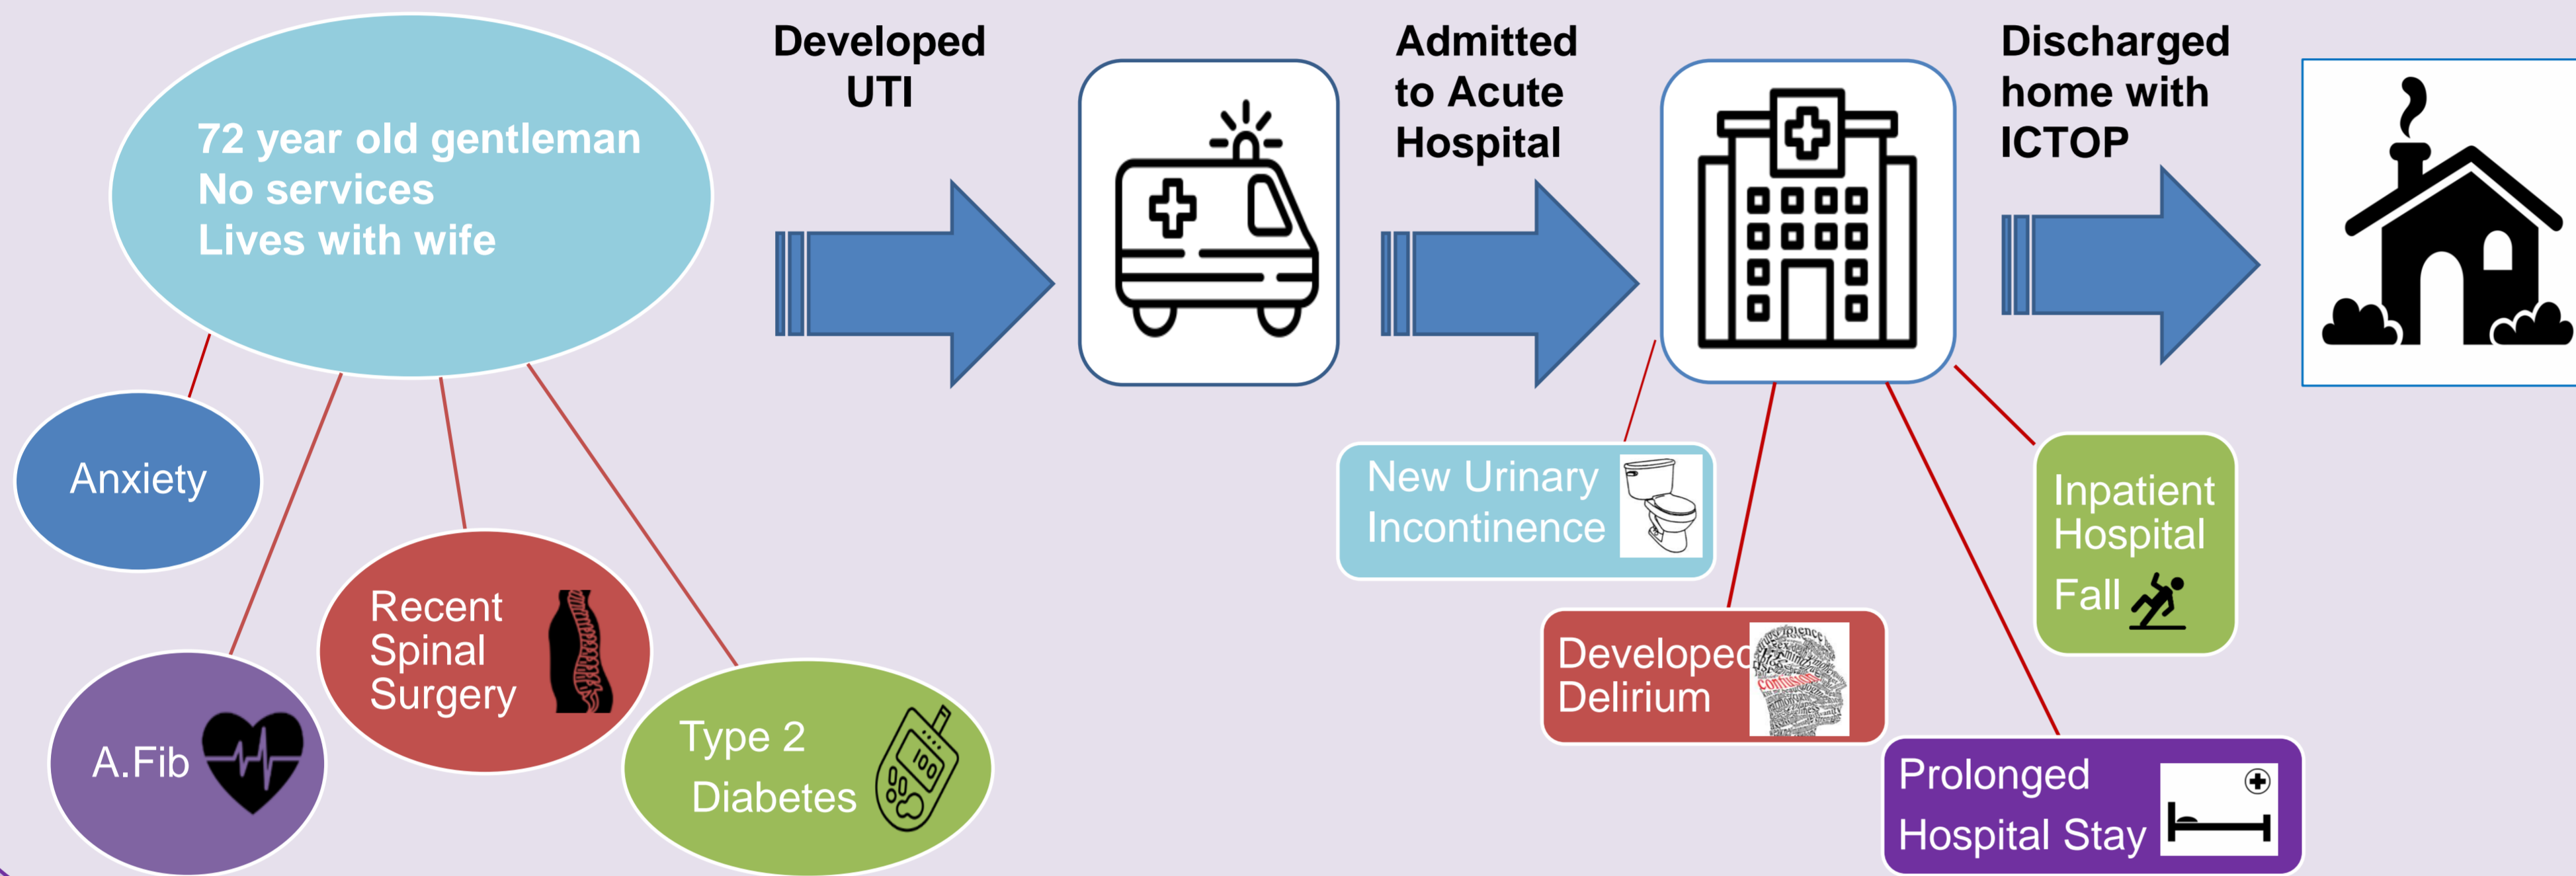 72 year old gentleman
No services
Lives with wife
Anxiety
A.Fib
Recent
Spinal
Surgery
Type 2
Diabetes
100
Developed
UTI
Admitted
to Acute
Hospital
New Urinary
Incontinence
Developed
Delirium
confusion
Prolonged
Hospital Stay
Inpatient
Hospital
Fall
Discharged
home with
ICTOP